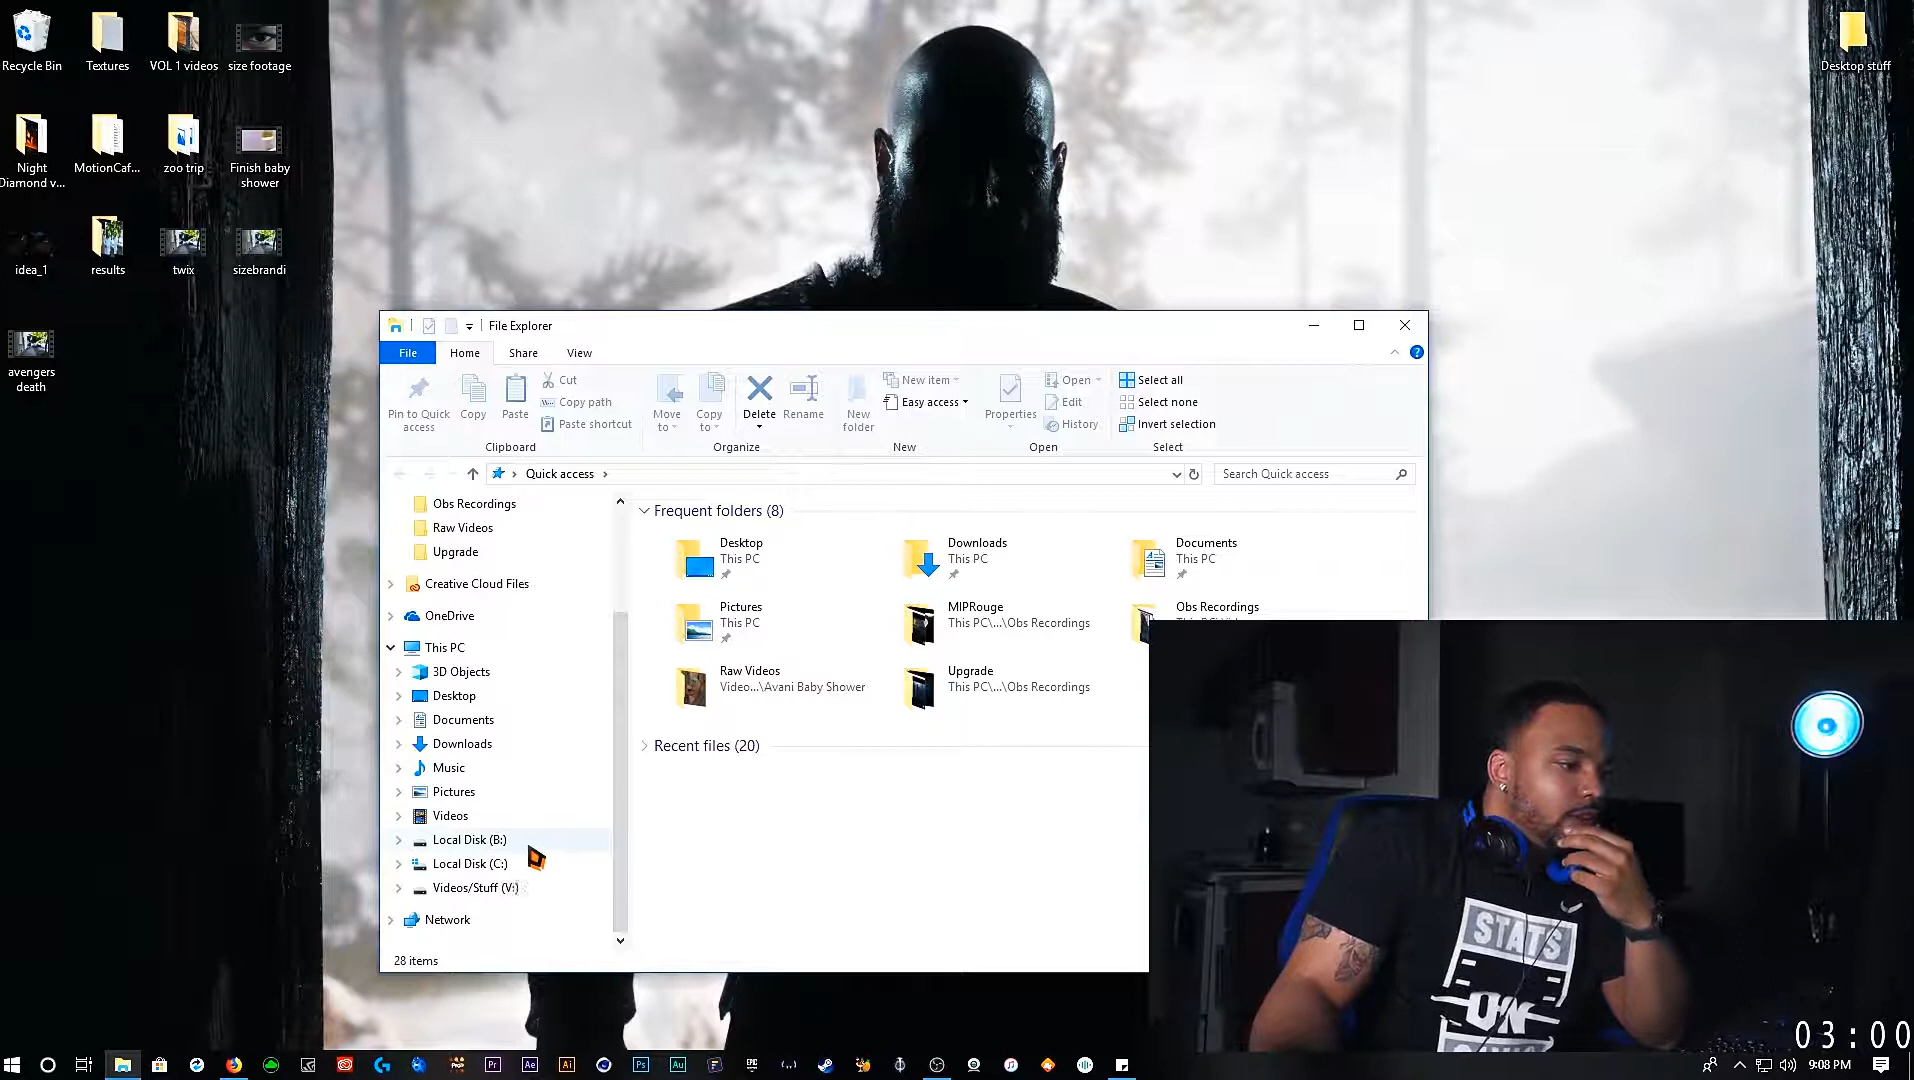 Recycle Bin
Textures
VOL 1 videos
size footage
Desktop stuff
Night
Diamond v...
MotionCaf...
zoo trip
Finish baby
shower
idea_1
results
twix
sizebrandi
avengers
death
File Explorer
File
Home
Share
View
Pin to Quick
access
Copy
Paste
Cut
Copy path
Paste shortcut
Clipboard
Move
to
Copy
to
Delete
Rename
Organize
New
folder
New item
Easy access
New
Properties
Open
Edit
History
Open
Select all
Select none
Invert selection
Select
Quick access
Search Quick access
Obs Recordings
Raw Videos
Upgrade
Creative Cloud Files
OneDrive
This PC
3D Objects
Desktop
Documents
Downloads
Music
Pictures
Videos
Local Disk (B:)
Local Disk (C:)
Videos/Stuff (V:)
Network
28 items
Frequent folders (8)
Desktop
This PC
Downloads
This PC
Documents
This PC
Pictures
This PC
MIPRouge
This PC\...\Obs Recordings
Obs Recordings
Raw Videos
Video...\Avani Baby Shower
Upgrade
This PC\...\Obs Recordings
Recent files (20)
STATS
ON
03:00
Pr
Ae
Ai
Ps
Au
EPIC
9:08 PM